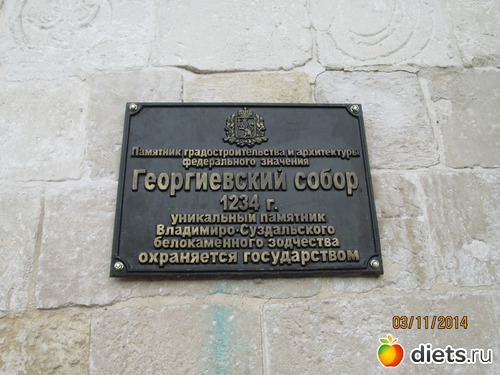 Памятник градостроительства и архитектуры
федерального значения
Георгиевский собор
1234 г.
уникальный памятник
Владимиро-Суздальского
белокаменного зодчества
охраняется государством
03/11/2014
diets.ru